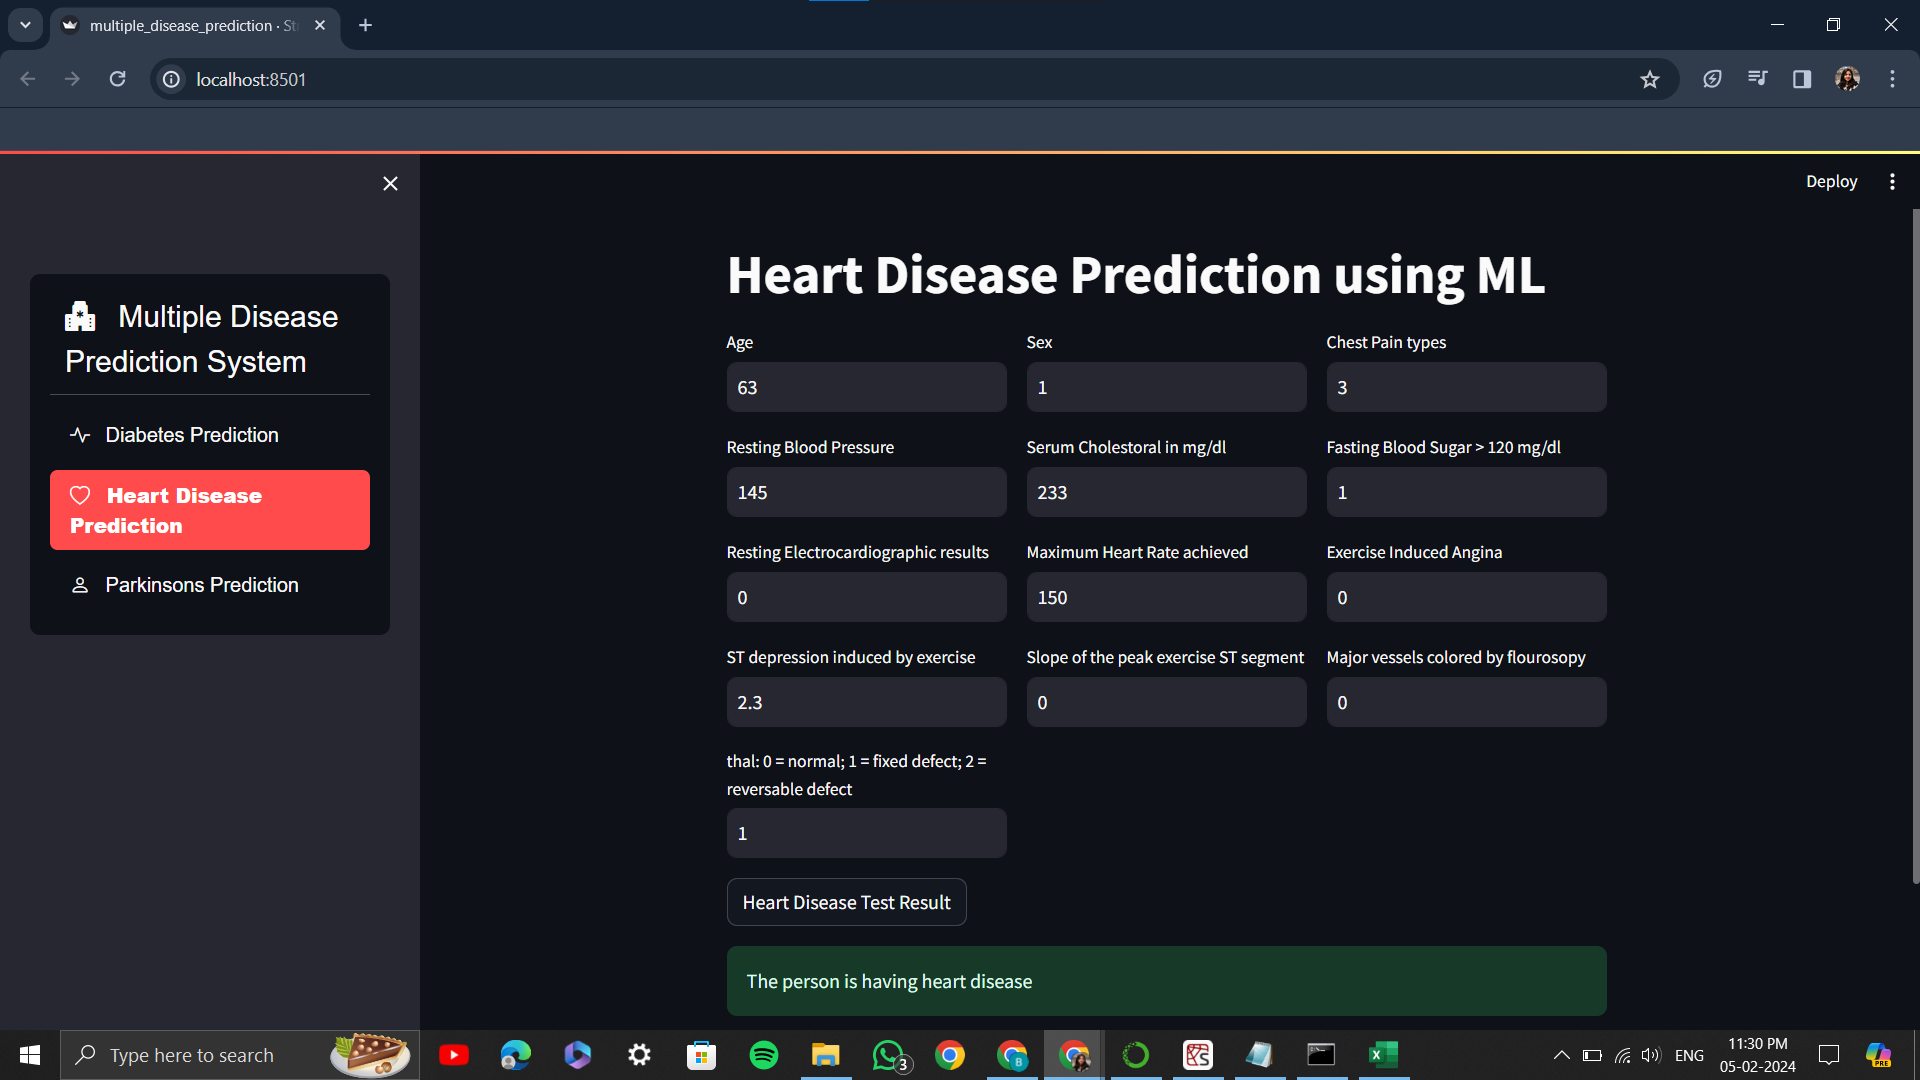 multiple_disease_prediction · St
localhost:8501
Deploy
Multiple Disease
Prediction System
Diabetes Prediction
Heart Disease
Prediction
Parkinsons Prediction
Heart Disease Prediction using ML
Age
Sex
Chest Pain types
63
1
3
Resting Blood Pressure
Serum Cholestoral in mg/dl
Fasting Blood Sugar > 120 mg/dl
145
233
1
Resting Electrocardiographic results
Maximum Heart Rate achieved
Exercise Induced Angina
0
150
0
ST depression induced by exercise
Slope of the peak exercise ST segment
Major vessels colored by flourosopy
2.3
0
0
thal: 0 = normal; 1 = fixed defect; 2 =
reversable defect
1
Heart Disease Test Result
The person is having heart disease
Type here to search
3
B
ENG
11:30 PM
05-02-2024
PRE